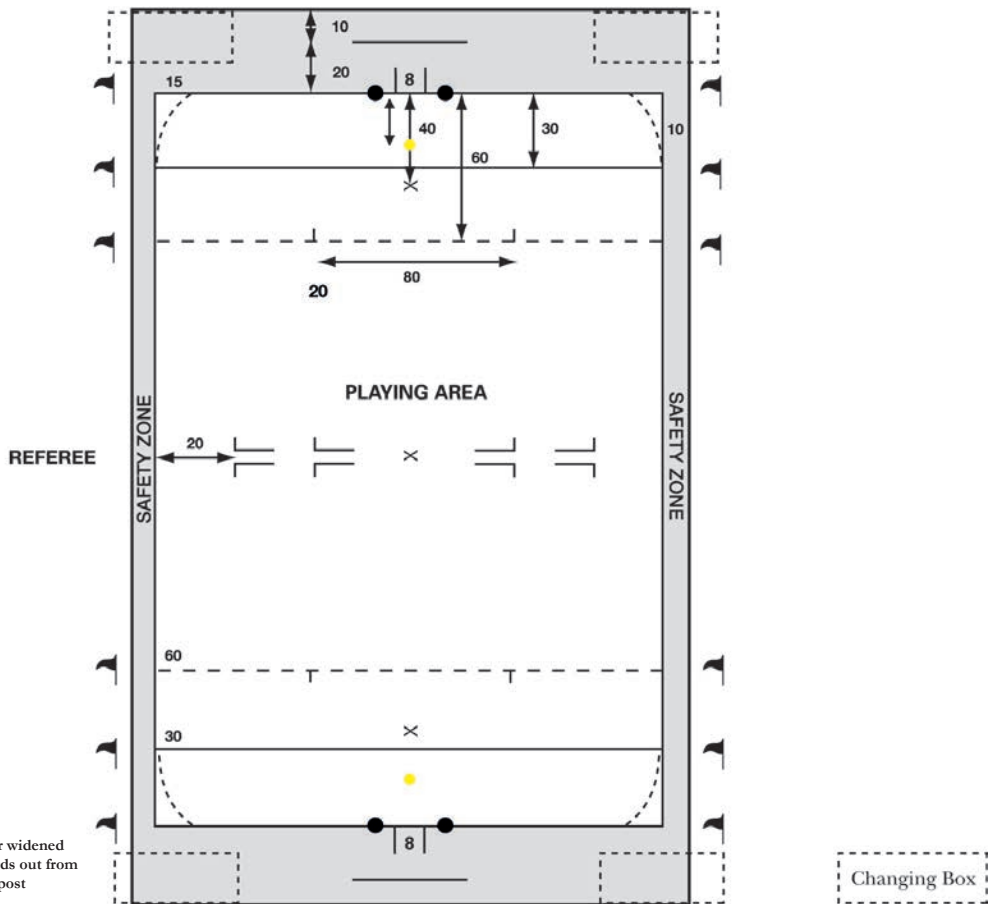 10
20
15
8
40
30
10
60
80
20
PLAYING AREA
SAFETY ZONE
SAFETY ZONE
20
REFEREE
60
30
8
r widened
ds out from
post
Changing Box